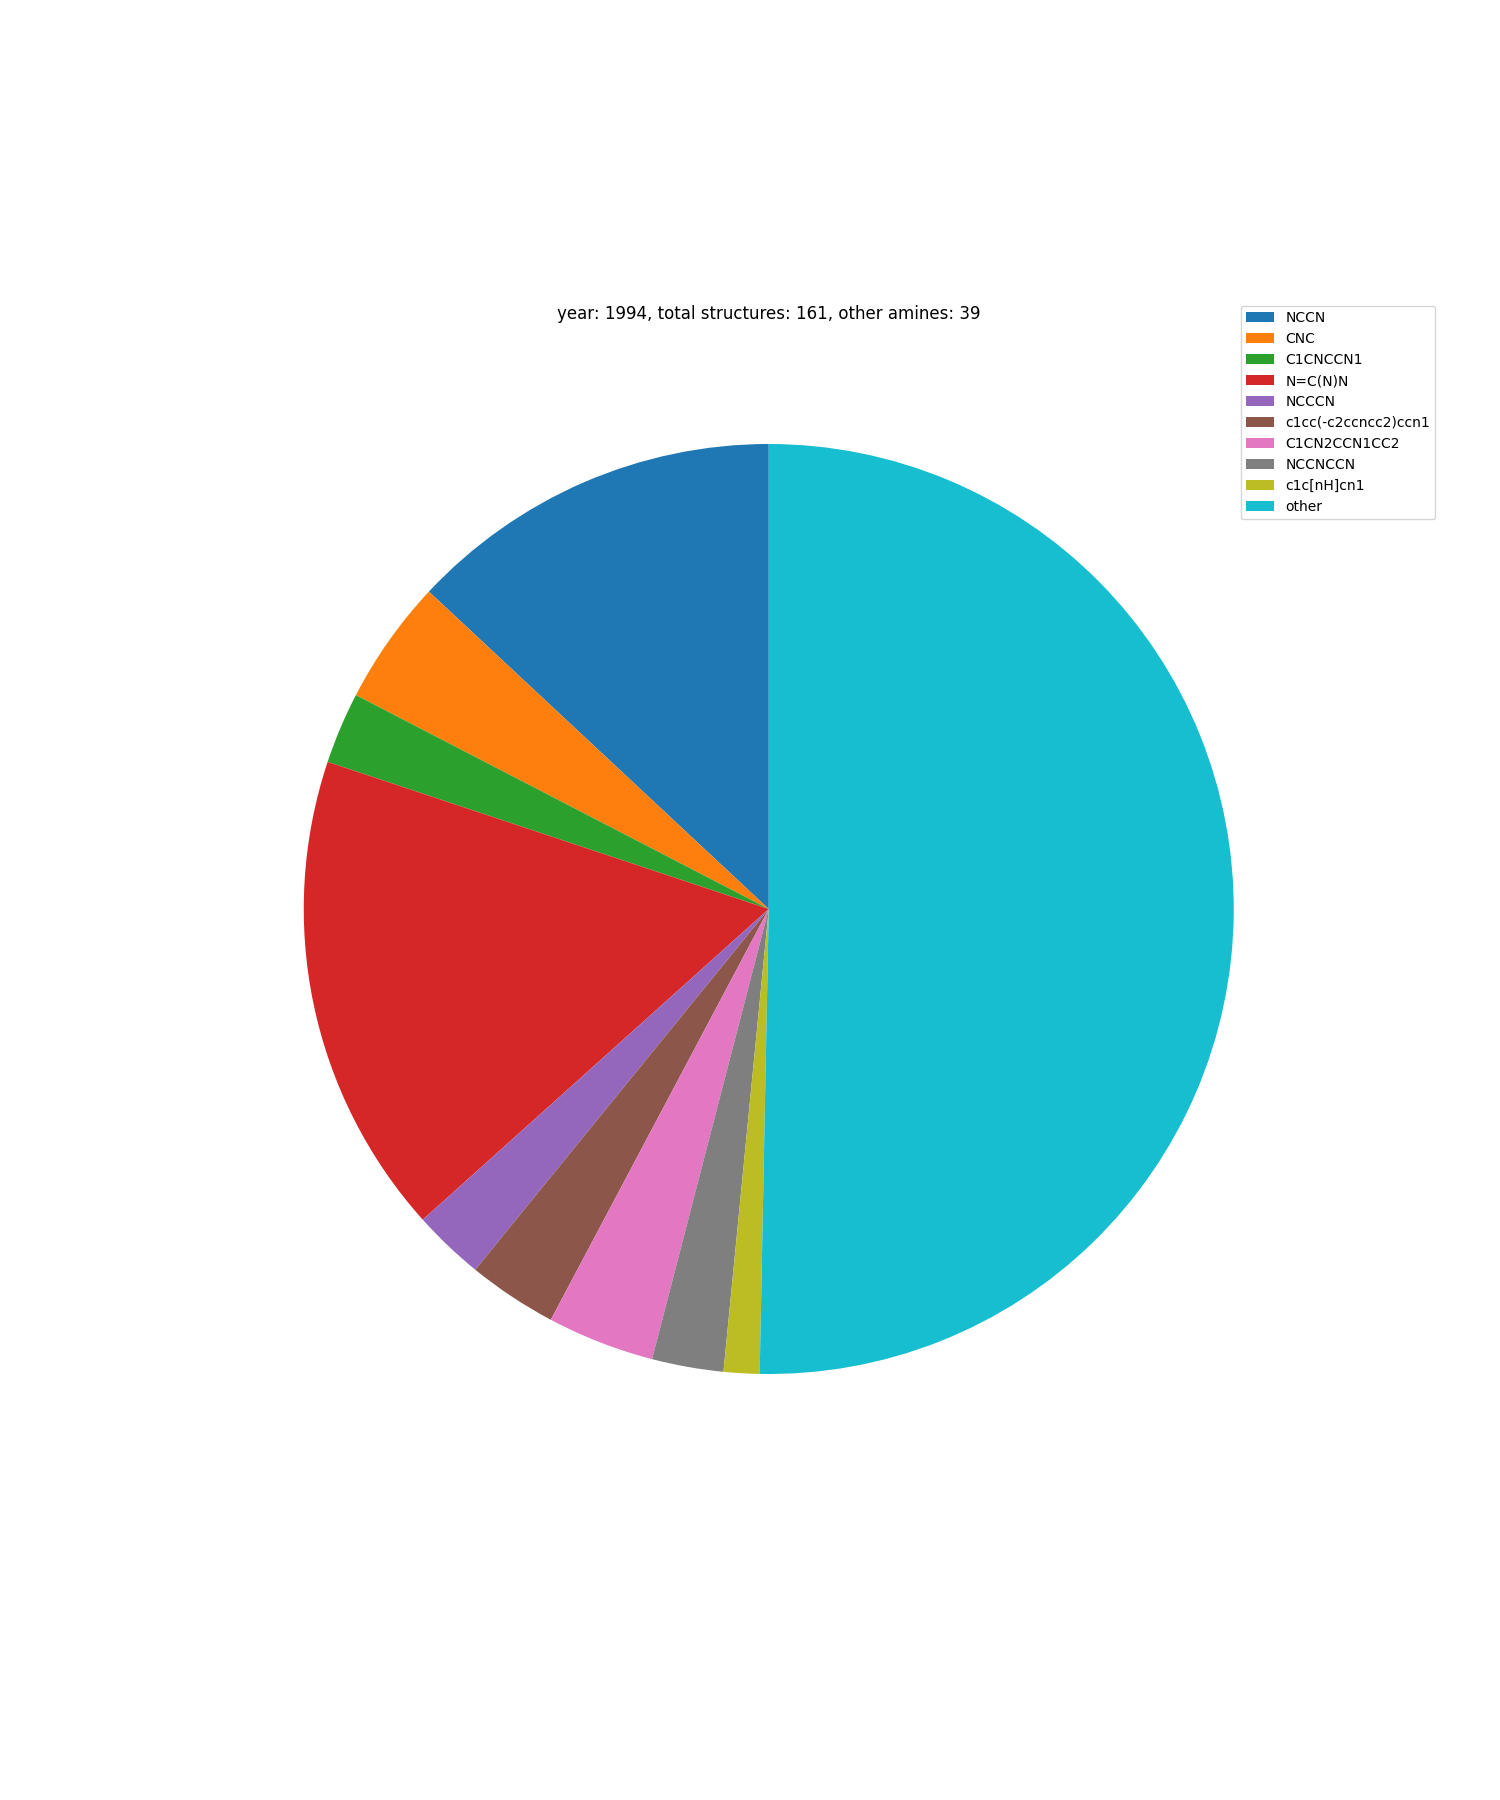 year: 1994, total structures: 161, other amines: 39
NCCN
CNC
C1CNCCN1
N=C(N)N
NCCCN
c1cc(-c2ccncc2)ccn1
C1CN2CCN1CC2
NCCNCCN
c1c[nH]cn1
other